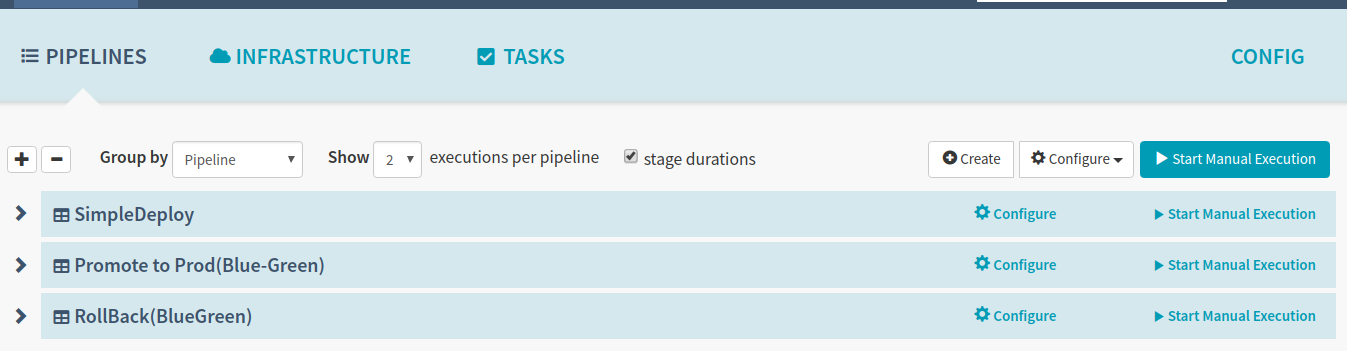 PIPELINES INFRASTRUCTURE TASKS CONFIG
Group by Pipeline Show 2 executions per pipeline stage durations Create Configure Start Manual Execution
SimpleDeploy Configure Start Manual Execution
Promote to Prod(Blue-Green) Configure Start Manual Execution
RollBack(BlueGreen) Configure Start Manual Execution